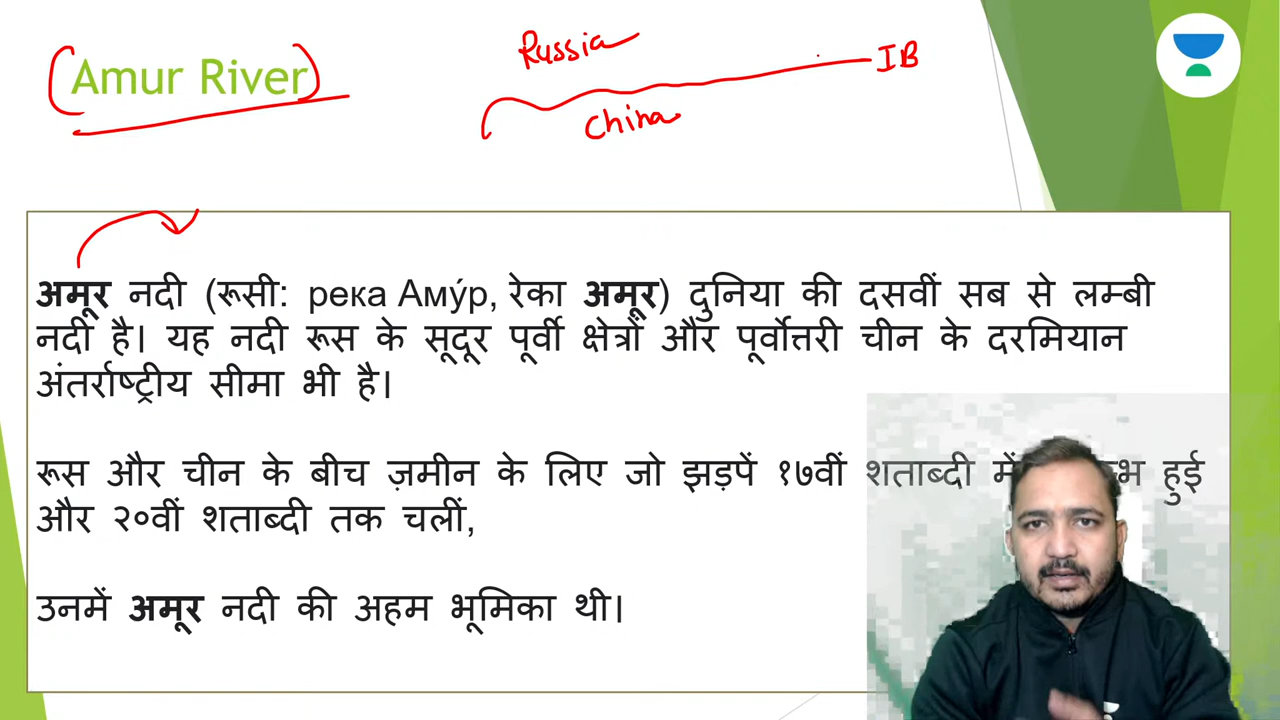 Amur River
Russia
IB
China
अमूर नदी (रूसी: река Аму́р, रेका अमूर) दुनिया की दसवीं सब से लम्बी
नदी है। यह नदी रूस के सूदूर पूर्वी क्षेत्रों और पूर्वोत्तरी चीन के दरमियान
अंतर्राष्ट्रीय सीमा भी है।
रूस और चीन के बीच ज़मीन के लिए जो झड़पें १७वीं शताब्दी में हुई
और २०वीं शताब्दी तक चलीं,
उनमें अमूर नदी की अहम भूमिका थी।